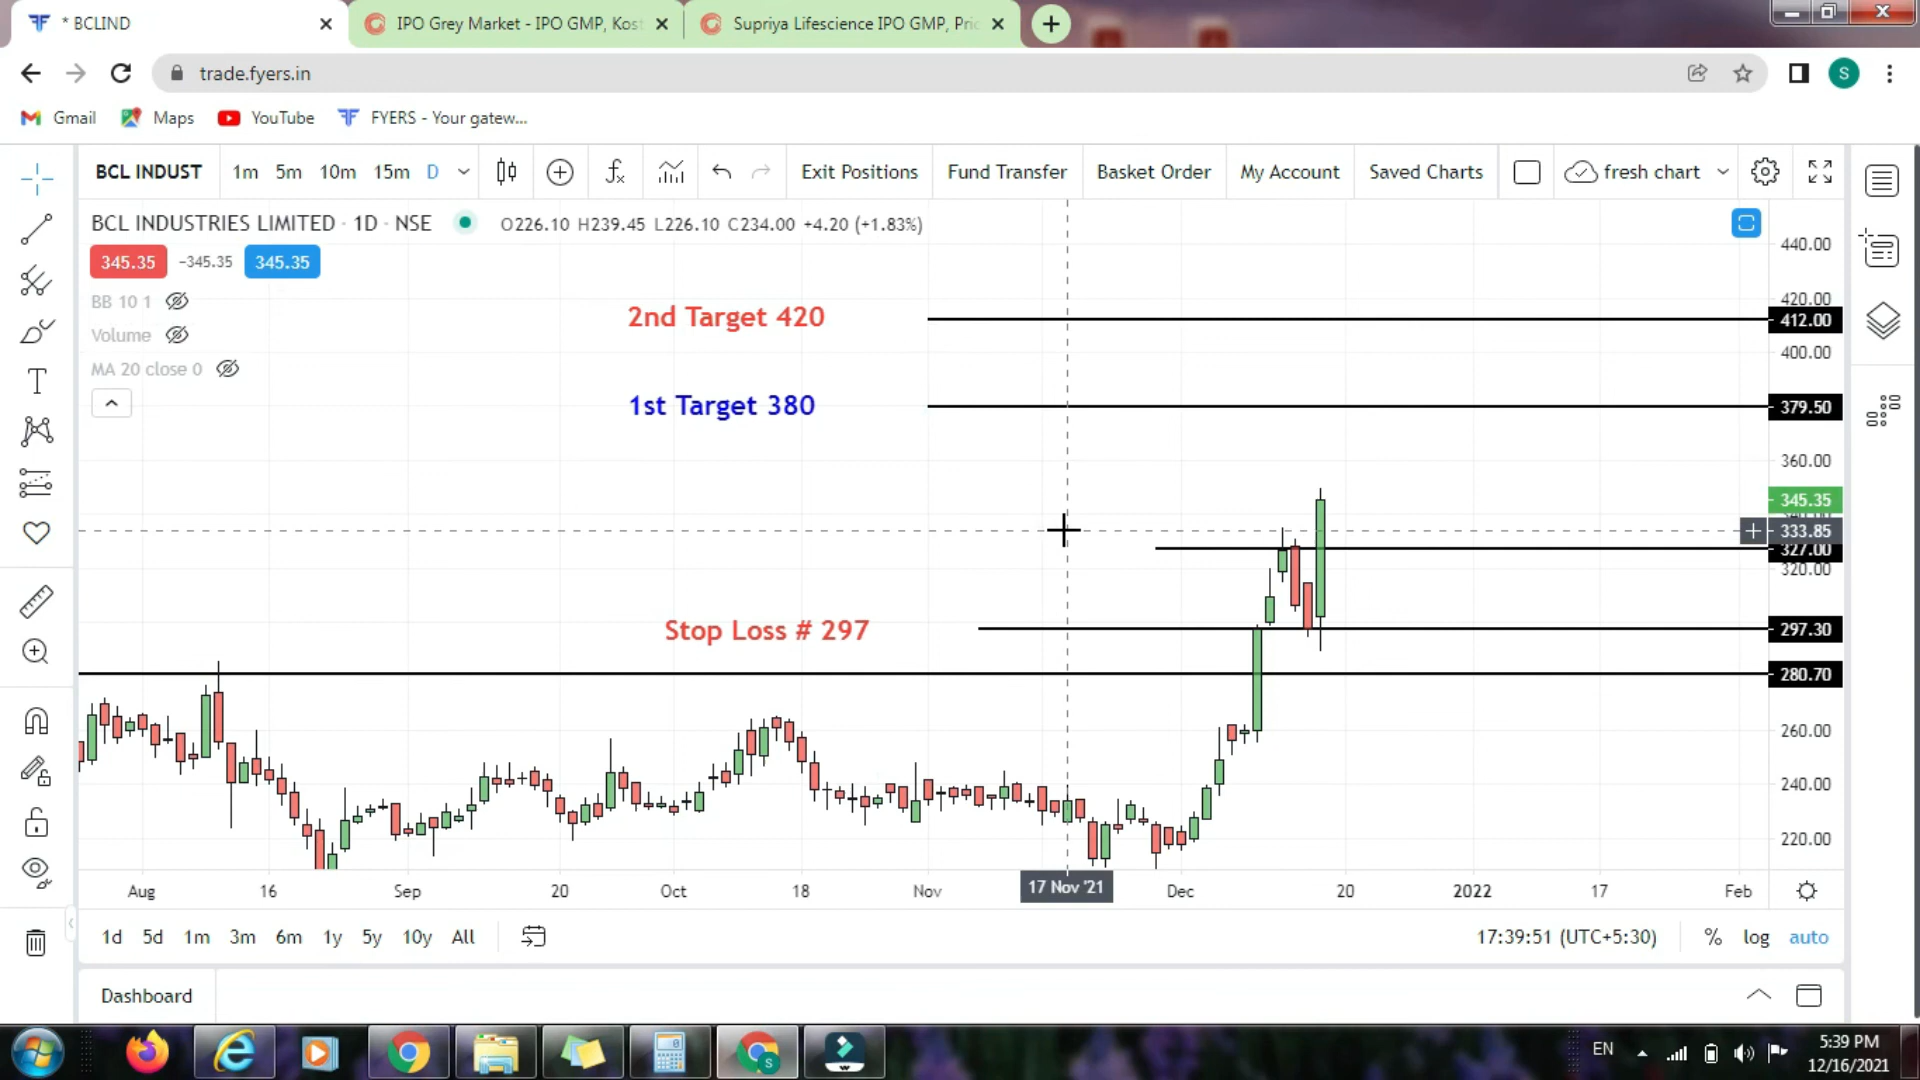 * BCLIND
IPO Grey Market - IPO GMP, Kost
Supriya Lifescience IPO GMP, Pric
trade.fyers.in
S
Gmail
Maps
YouTube
FYERS - Your gatew...
BCL INDUST
1m 5m 10m 15m D
Exit Positions
Fund Transfer
Basket Order
My Account
Saved Charts
fresh chart
BCL INDUSTRIES LIMITED · 1D · NSE
O226.10 H239.45 L226.10 C234.00 +4.20 (+1.83%)
345.35 −345.35 345.35
BB 10 1
Volume
MA 20 close 0
2nd Target 420
1st Target 380
Stop Loss # 297
440.00
420.00
412.00
400.00
379.50
360.00
345.35
333.85
327.00
320.00
297.30
280.70
260.00
240.00
220.00
Aug 16 Sep 20 Oct 18 Nov 17 Nov '21 Dec 20 2022 17 Feb
1d 5d 1m 3m 6m 1y 5y 10y All
17:39:51 (UTC+5:30) % log auto
Dashboard
S
EN
5:39 PM
12/16/2021